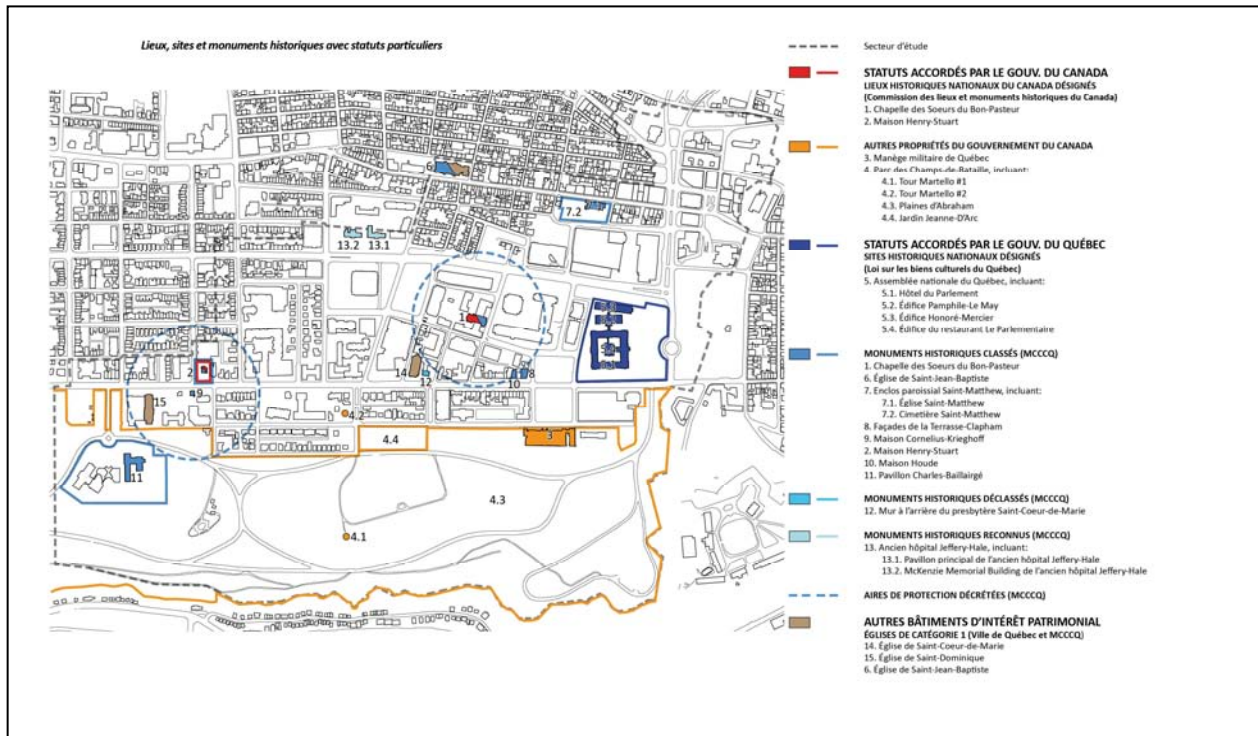 Lieux, sites et monuments historiques avec statuts particuliers
6
7.2
13.2
13.1
1
14
12
10
8
2
9
15
4.2
4.4
3
11
4.3
4.1
Secteur d'étude
STATUTS ACCORDÉS PAR LE GOUV. DU CANADA
LIEUX HISTORIQUES NATIONAUX DU CANADA DÉSIGNÉS
(Commission des lieux et monuments historiques du Canada)
1. Chapelle des Soeurs du Bon-Pasteur
2. Maison Henry-Stuart
AUTRES PROPRIÉTÉS DU GOUVERNEMENT DU CANADA
3. Manège militaire de Québec
4. Parc des Champs-de-Bataille, incluant:
4.1. Tour Martello #1
4.2. Tour Martello #2
4.3. Plaines d'Abraham
4.4. Jardin Jeanne-D'Arc
STATUTS ACCORDÉS PAR LE GOUV. DU QUÉBEC
SITES HISTORIQUES NATIONAUX DÉSIGNÉS
(Loi sur les biens culturels du Québec)
5. Assemblée nationale du Québec, incluant:
5.1. Hôtel du Parlement
5.2. Édifice Pamphile-Le May
5.3. Édifice Honoré-Mercier
5.4. Édifice du restaurant Le Parlementaire
MONUMENTS HISTORIQUES CLASSÉS (MCCCQ)
1. Chapelle des Soeurs du Bon-Pasteur
6. Église de Saint-Jean-Baptiste
7. Enclos paroissial Saint-Matthew, incluant:
7.1. Église Saint-Matthew
7.2. Cimetière Saint-Matthew
8. Façades de la Terrasse-Clapham
9. Maison Cornelius-Krieghoff
2. Maison Henry-Stuart
10. Maison Houde
11. Pavillon Charles-Baillairgé
MONUMENTS HISTORIQUES DÉCLASSÉS (MCCCQ)
12. Mur à l'arrière du presbytère Saint-Coeur-de-Marie
MONUMENTS HISTORIQUES RECONNUS (MCCCQ)
13. Ancien hôpital Jeffery-Hale, incluant:
13.1. Pavillon principal de l'ancien hôpital Jeffery-Hale
13.2. McKenzie Memorial Building de l'ancien hôpital Jeffery-Hale
AIRES DE PROTECTION DÉCRÉTÉES (MCCCQ)
AUTRES BÂTIMENTS D'INTÉRÊT PATRIMONIAL
ÉGLISES DE CATÉGORIE 1 (Ville de Québec et MCCCQ)
14. Église de Saint-Coeur-de-Marie
15. Église de Saint-Dominique
6. Église de Saint-Jean-Baptiste